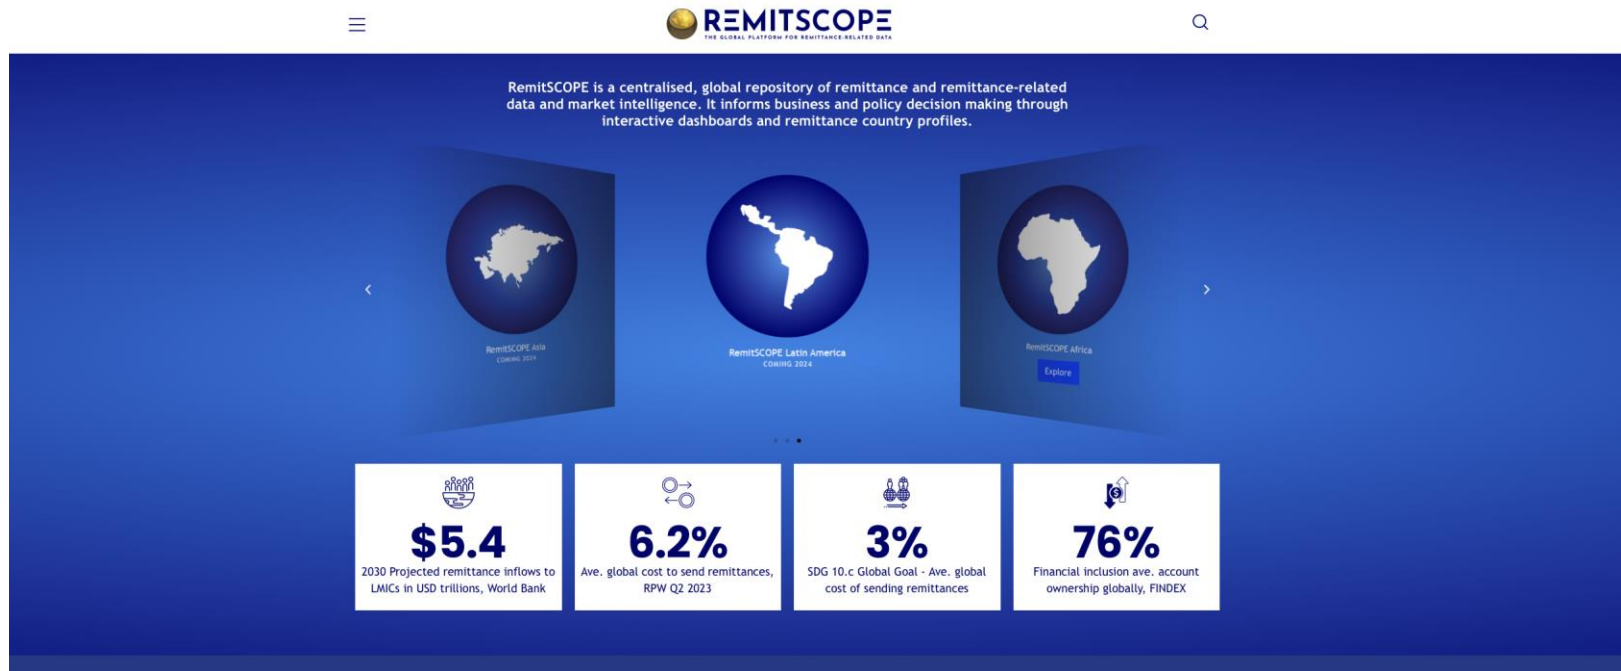 REMITSCOPE
THE GLOBAL PLATFORM FOR REMITTANCE-RELATED DATA
RemitSCOPE is a centralised, global repository of remittance and remittance-related
data and market intelligence. It informs business and policy decision making through
interactive dashboards and remittance country profiles.
RemitSCOPE Asia
COMING 2024
RemitSCOPE Latin America
COMING 2024
RemitSCOPE Africa
Explore
$5.4
2030 Projected remittance inflows to
LMICs in USD trillions, World Bank
6.2%
Ave. global cost to send remittances,
RPW Q2 2023
3%
SDG 10.c Global Goal - Ave. global
cost of sending remittances
76%
Financial inclusion ave. account
ownership globally, FINDEX